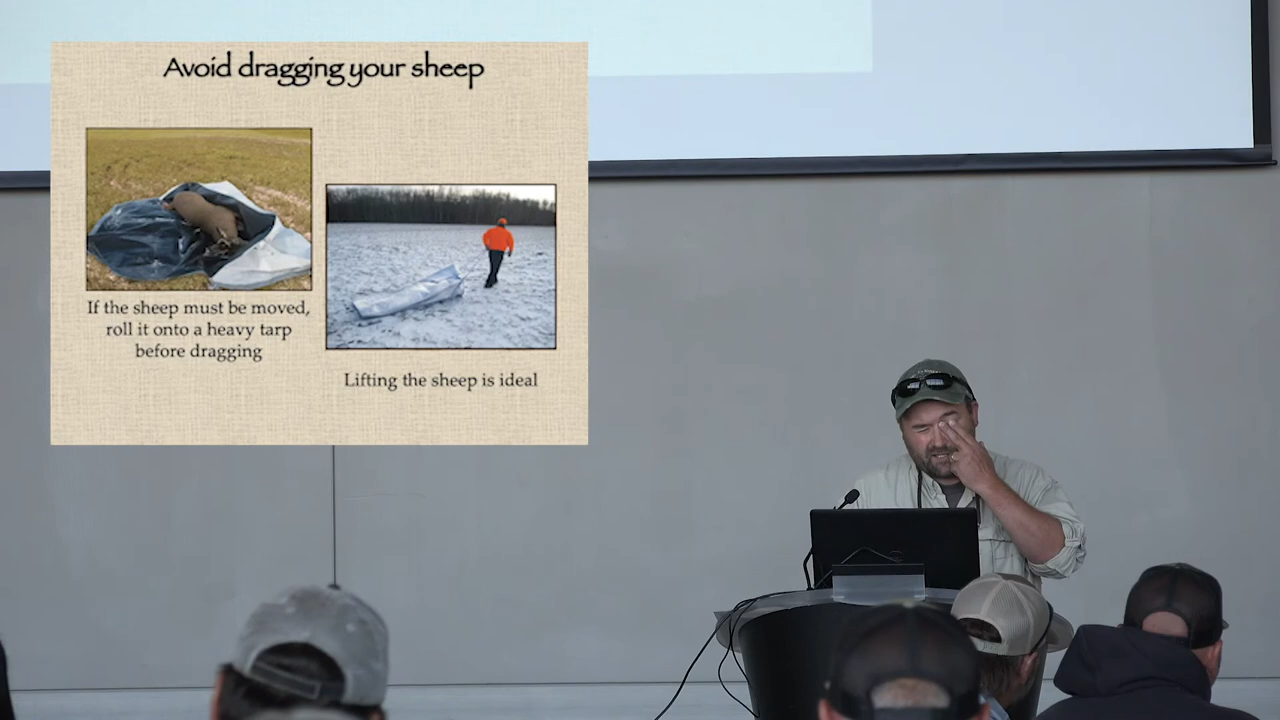 Avoid dragging your sheep
If the sheep must be moved,
roll it onto a heavy tarp
before dragging
Lifting the sheep is ideal